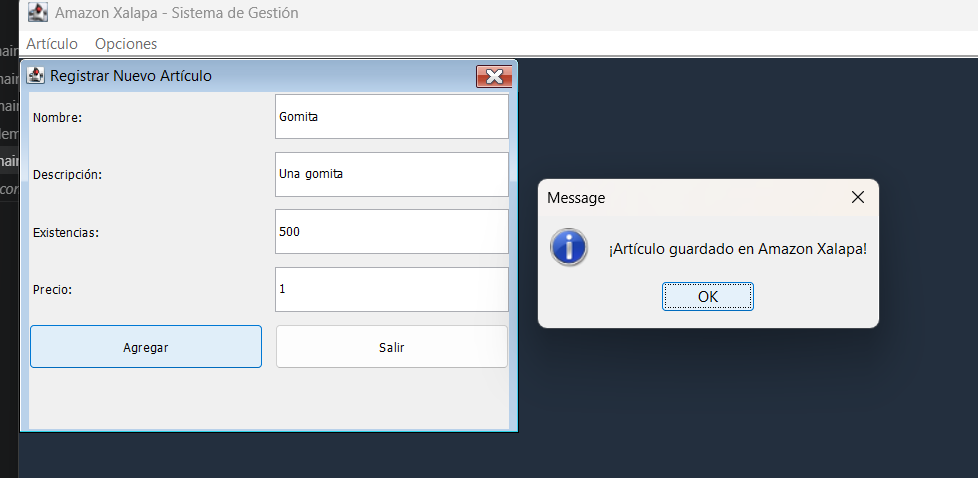 Amazon Xalapa - Sistema de Gestión
Artículo Opciones
Registrar Nuevo Artículo
Nombre: Gomita
Descripción: Una gomita
Existencias: 500
Precio: 1
Agregar Salir
Message
¡Artículo guardado en Amazon Xalapa!
OK